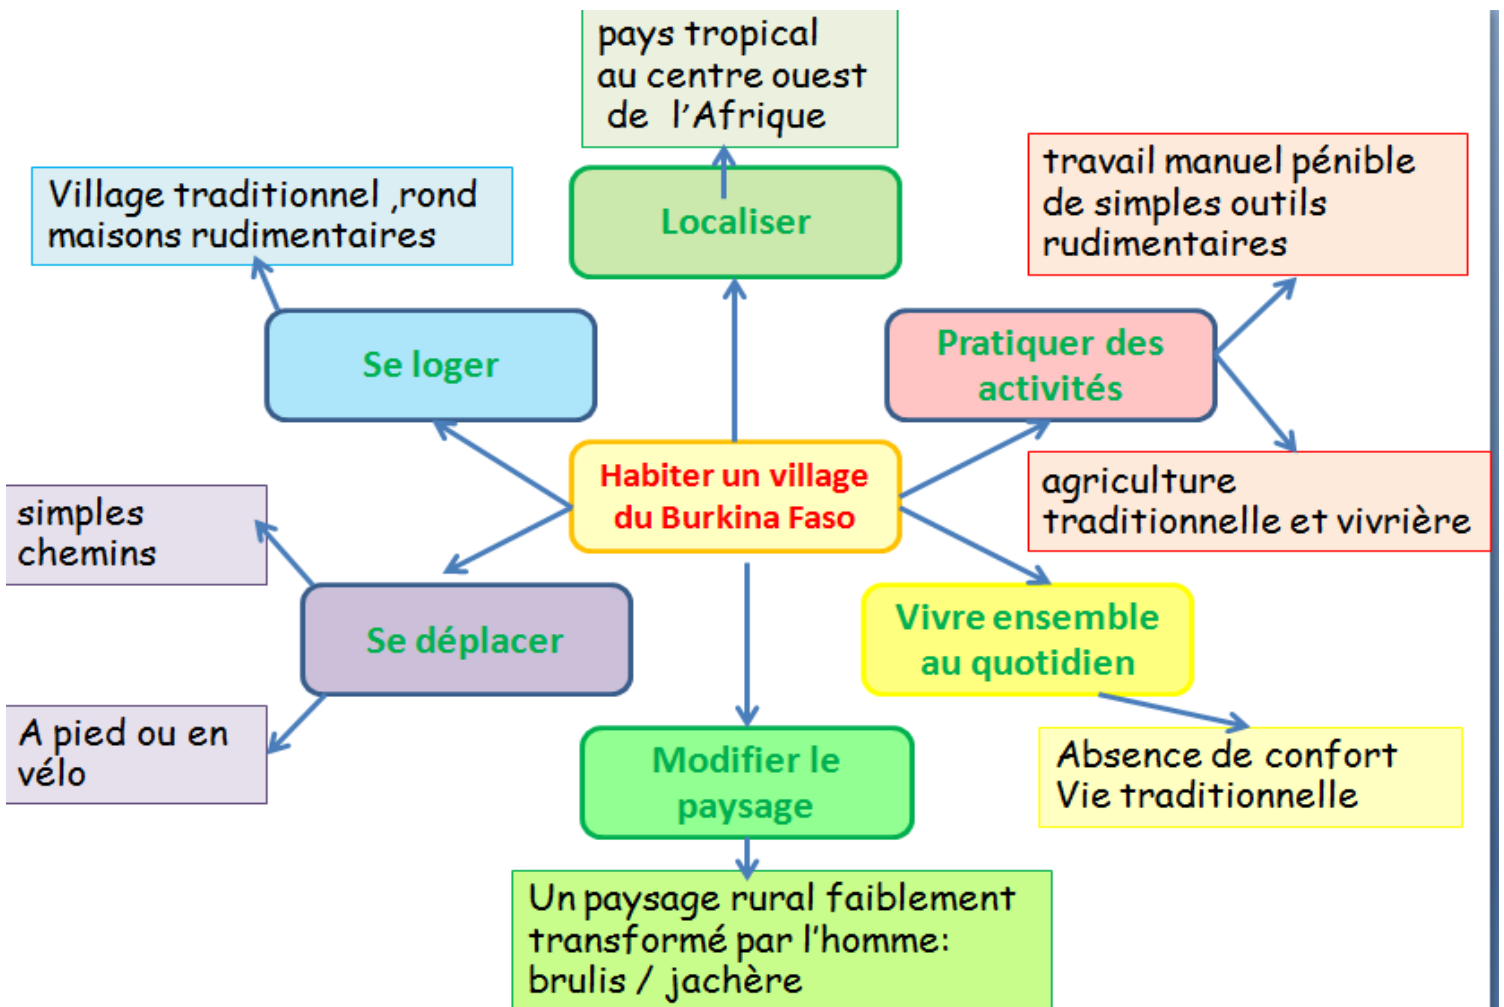 pays tropical
au centre ouest
de l'Afrique
Localiser
Village traditionnel ,rond
maisons rudimentaires
Se loger
travail manuel pénible
de simples outils
rudimentaires
Pratiquer des
activités
agriculture
traditionnelle et vivrière
Habiter un village
du Burkina Faso
simples
chemins
Se déplacer
A pied ou en
vélo
Vivre ensemble
au quotidien
Absence de confort
Vie traditionnelle
Modifier le
paysage
Un paysage rural faiblement
transformé par l'homme:
brulis / jachère